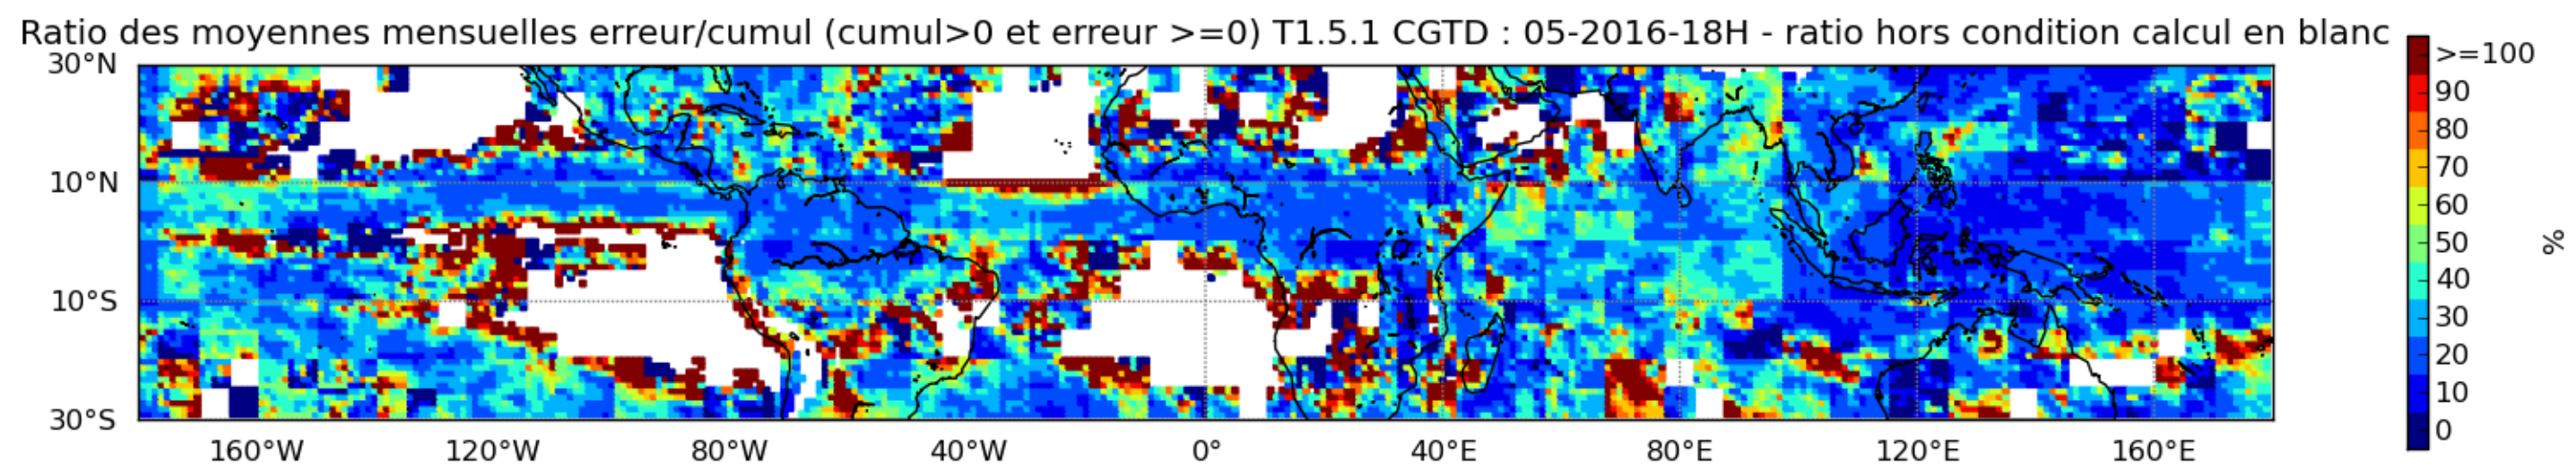 Ratio des moyennes mensuelles erreur/cumul (cumul>0 et erreur >=0) T1.5.1 CGTD : 05-2016-18H - ratio hors condition calcul en blanc
30°N
10°N
10°S
30°S
160°W
120°W
80°W
40°W
0°
40°E
80°E
120°E
160°E
>=100
90
80
70
60
50
40
30
20
10
0
%